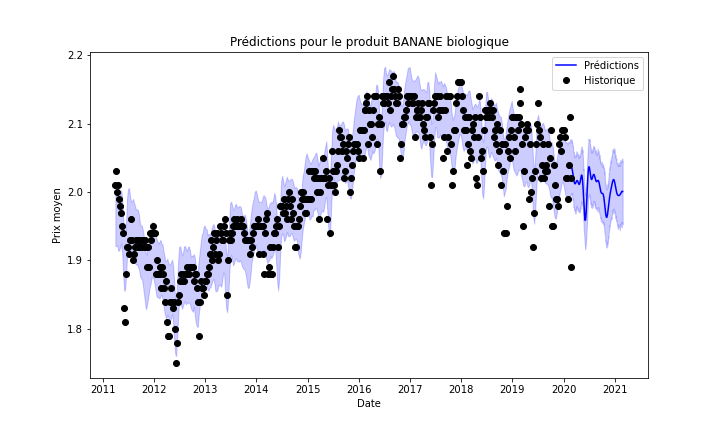 Prédictions pour le produit BANANE biologique
Prédictions
Historique
Prix moyen
2.2
2.1
2.0
1.9
1.8
2011 2012 2013 2014 2015 2016 2017 2018 2019 2020 2021
Date